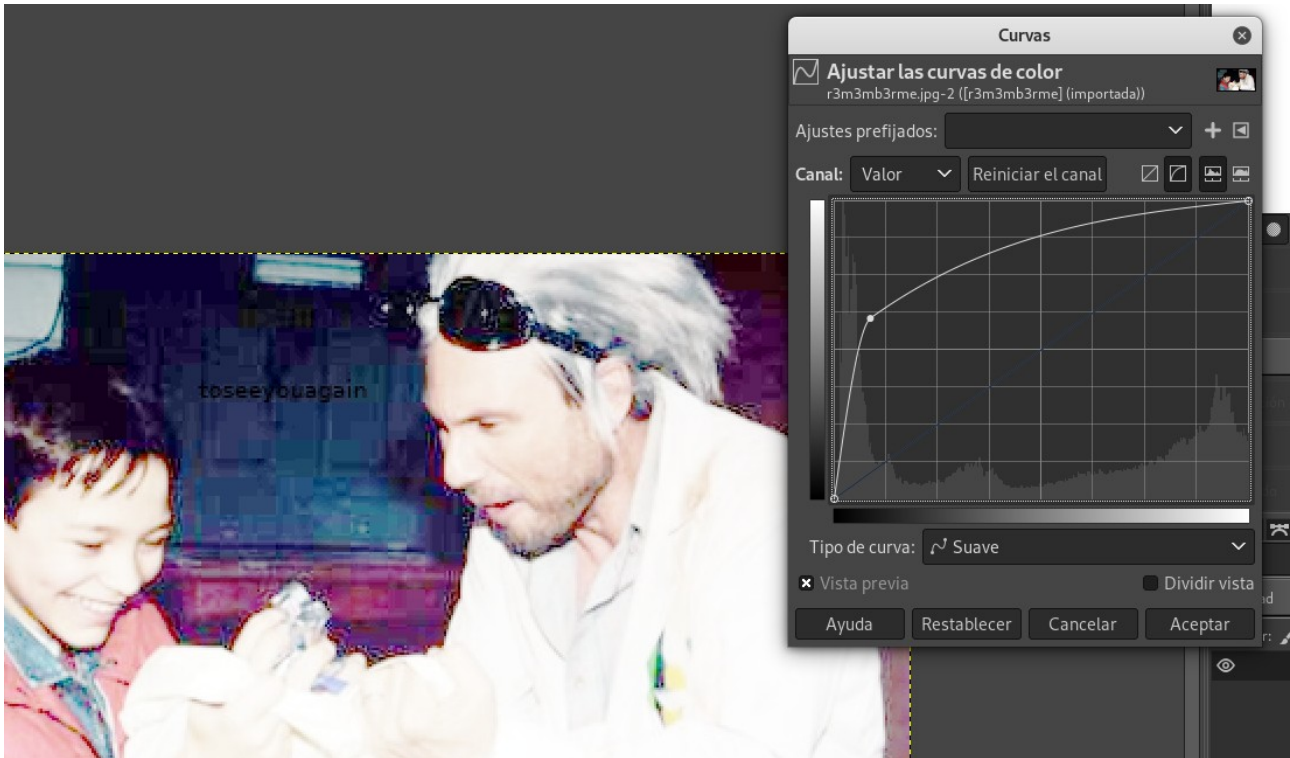 Curvas
Ajustar las curvas de color
r3m3mb3rme.jpg-2 ([r3m3mb3rme] (importada))
Ajustes prefijados:
Canal: Valor Reiniciar el canal
toseeyouagain
Tipo de curva: Suave
Vista previa Dividir vista
Ayuda Restablecer Cancelar Aceptar